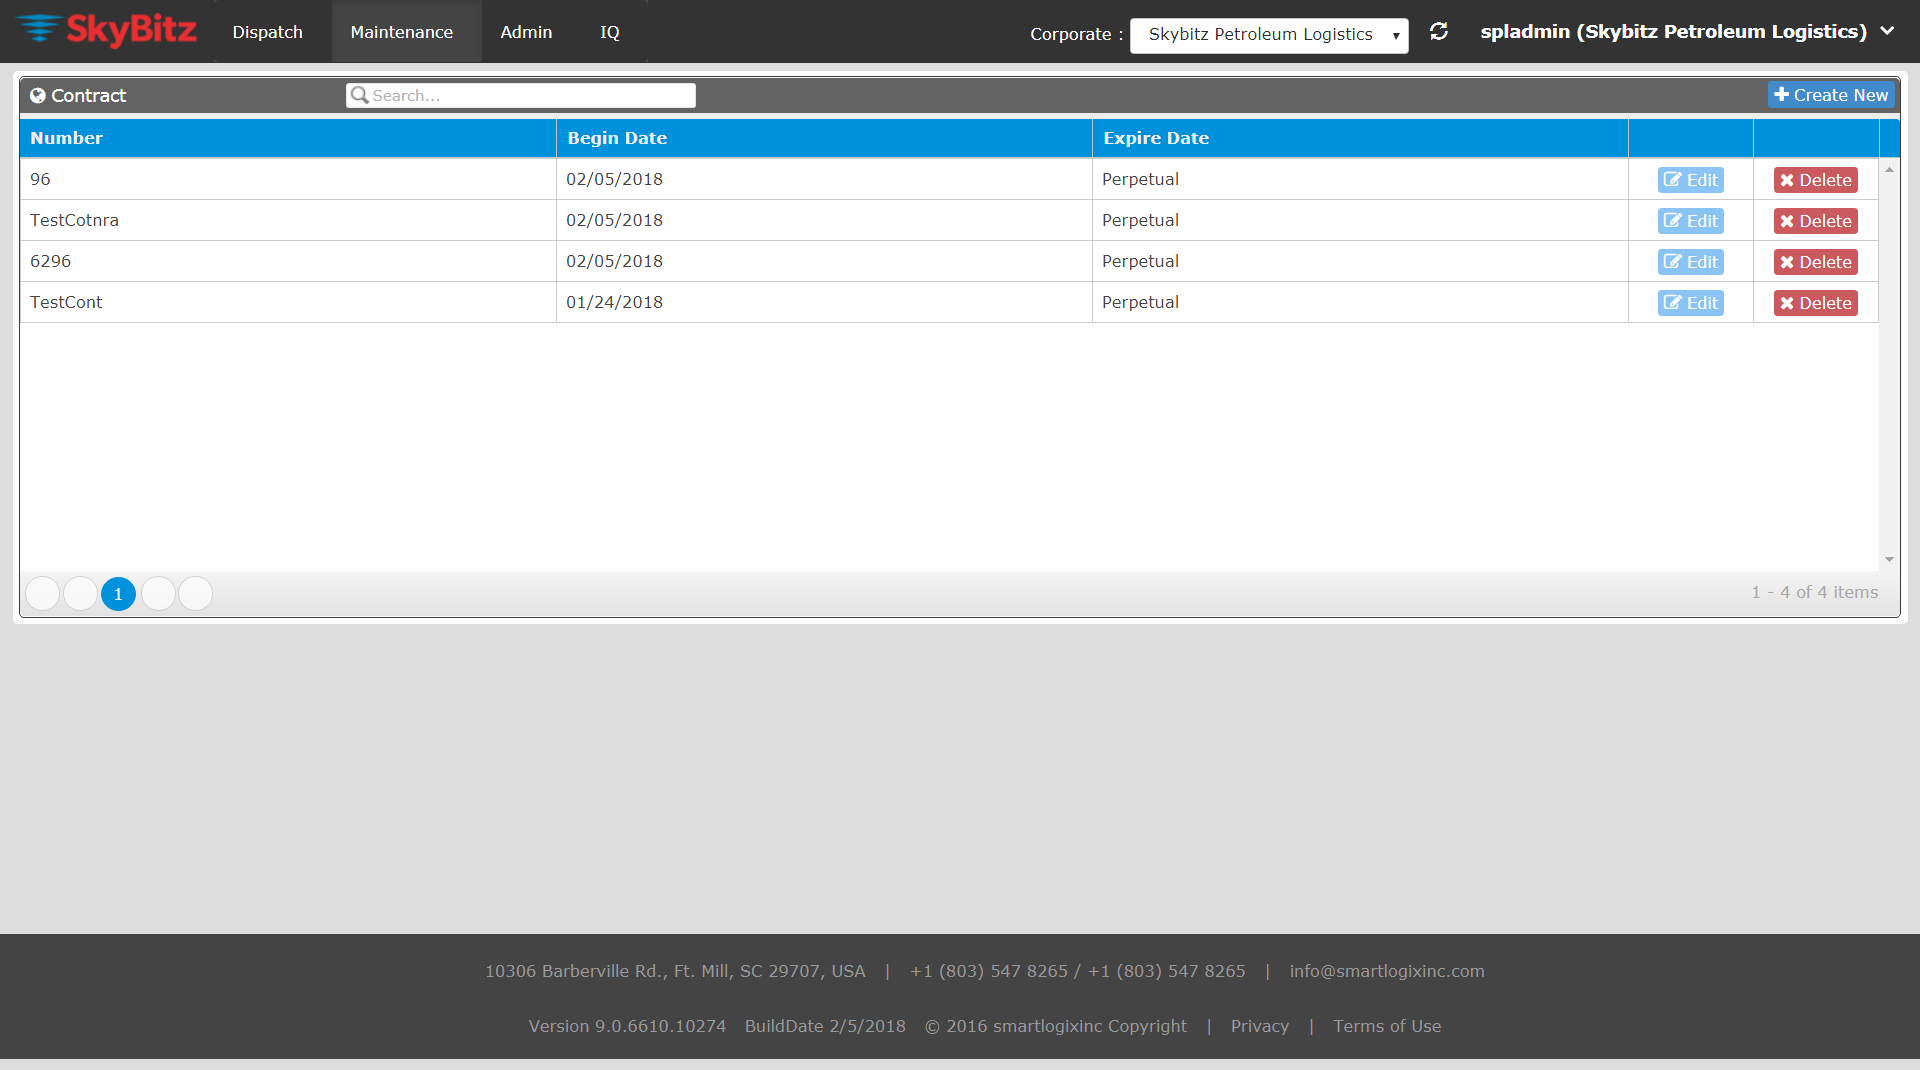 SkyBitz Dispatch Maintenance Admin IQ Corporate : Skybitz Petroleum Logistics spladmin (Skybitz Petroleum Logistics)
Contract Search... Create New
Number Begin Date Expire Date
96 02/05/2018 Perpetual Edit Delete
TestCotnra 02/05/2018 Perpetual Edit Delete
6296 02/05/2018 Perpetual Edit Delete
TestCont 01/24/2018 Perpetual Edit Delete
1 1 - 4 of 4 items
10306 Barberville Rd., Ft. Mill, SC 29707, USA | +1 (803) 547 8265 / +1 (803) 547 8265 | info@smartlogixinc.com
Version 9.0.6610.10274 BuildDate 2/5/2018 © 2016 smartlogixinc Copyright | Privacy | Terms of Use